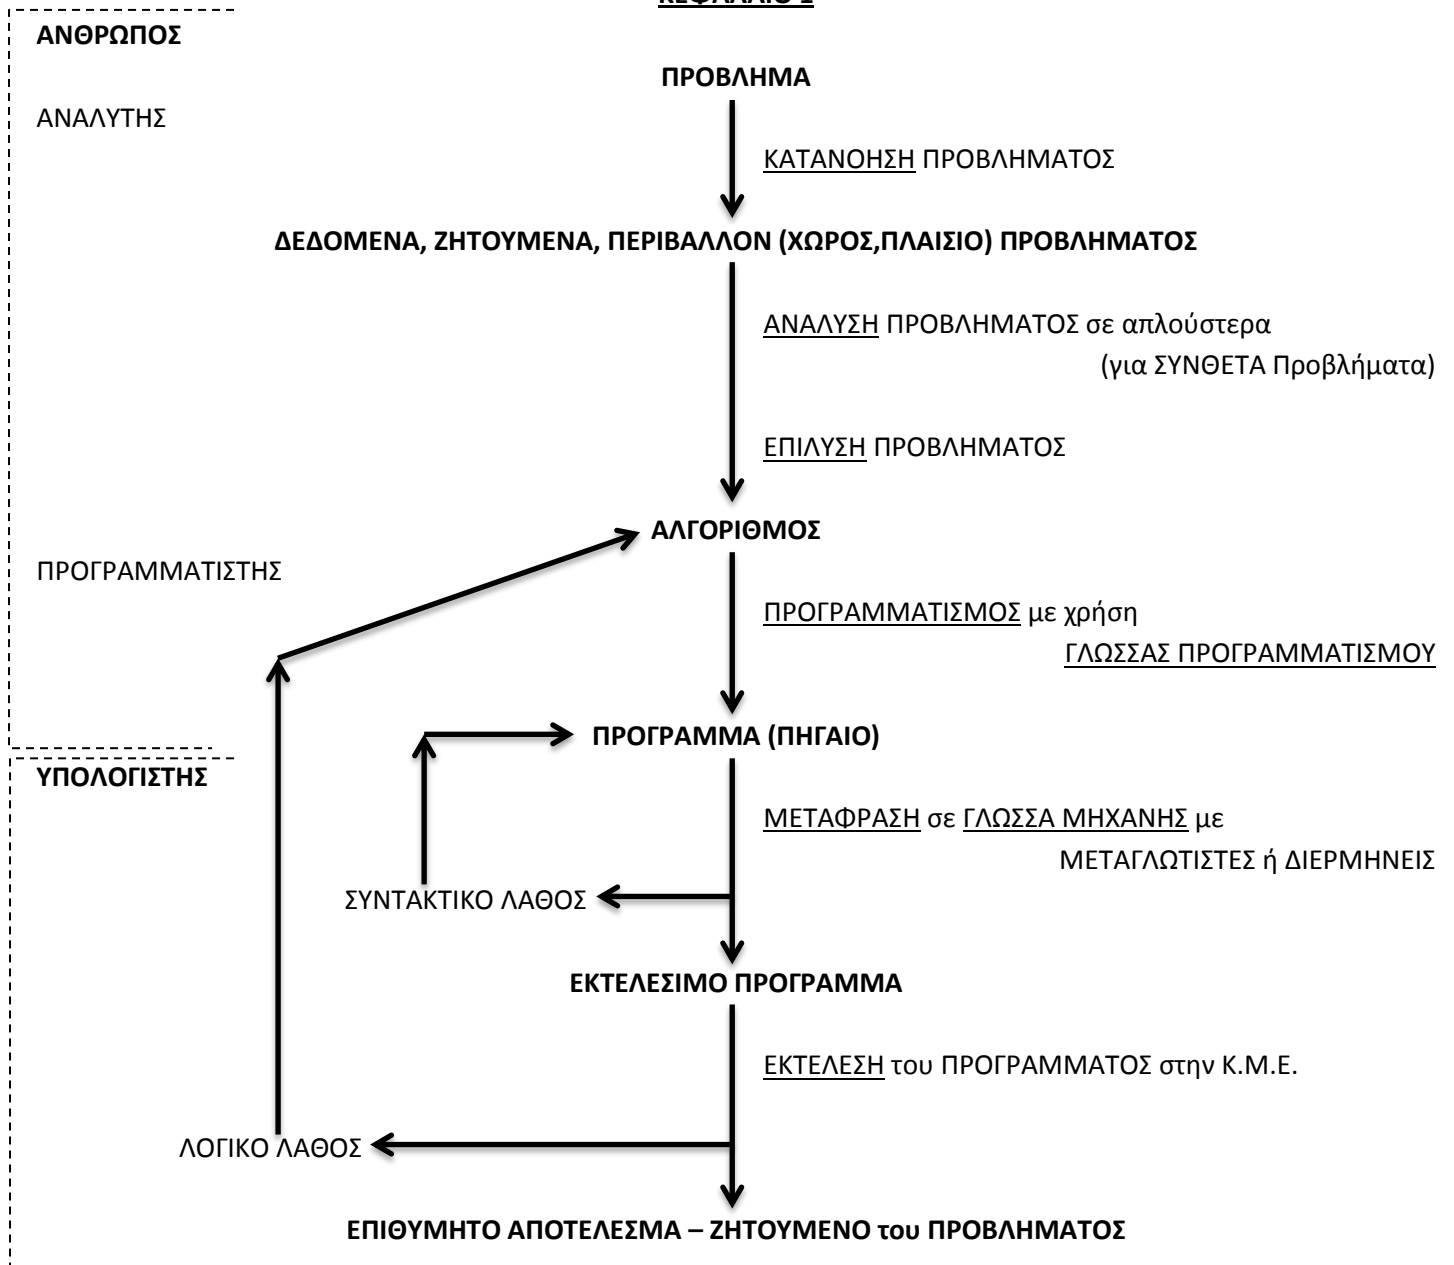 ΚΕΦΑΛΑΙΟ 1
ΑΝΘΡΩΠΟΣ
ΠΡΟΒΛΗΜΑ
ΑΝΑΛΥΤΗΣ
ΚΑΤΑΝΟΗΣΗ ΠΡΟΒΛΗΜΑΤΟΣ
ΔΕΔΟΜΕΝΑ, ΖΗΤΟΥΜΕΝΑ, ΠΕΡΙΒΑΛΛΟΝ (ΧΩΡΟΣ,ΠΛΑΙΣΙΟ) ΠΡΟΒΛΗΜΑΤΟΣ
ΑΝΑΛΥΣΗ ΠΡΟΒΛΗΜΑΤΟΣ σε απλούστερα
(για ΣΥΝΘΕΤΑ Προβλήματα)
ΕΠΙΛΥΣΗ ΠΡΟΒΛΗΜΑΤΟΣ
ΑΛΓΟΡΙΘΜΟΣ
ΠΡΟΓΡΑΜΜΑΤΙΣΤΗΣ
ΠΡΟΓΡΑΜΜΑΤΙΣΜΟΣ με χρήση
ΓΛΩΣΣΑΣ ΠΡΟΓΡΑΜΜΑΤΙΣΜΟΥ
ΠΡΟΓΡΑΜΜΑ (ΠΗΓΑΙΟ)
ΥΠΟΛΟΓΙΣΤΗΣ
ΜΕΤΑΦΡΑΣΗ σε ΓΛΩΣΣΑ ΜΗΧΑΝΗΣ με
ΜΕΤΑΓΛΩΤΙΣΤΕΣ ή ΔΙΕΡΜΗΝΕΙΣ
ΣΥΝΤΑΚΤΙΚΟ ΛΑΘΟΣ
ΕΚΤΕΛΕΣΙΜΟ ΠΡΟΓΡΑΜΜΑ
ΕΚΤΕΛΕΣΗ του ΠΡΟΓΡΑΜΜΑΤΟΣ στην Κ.Μ.Ε.
ΛΟΓΙΚΟ ΛΑΘΟΣ
ΕΠΙΘΥΜΗΤΟ ΑΠΟΤΕΛΕΣΜΑ – ΖΗΤΟΥΜΕΝΟ του ΠΡΟΒΛΗΜΑΤΟΣ